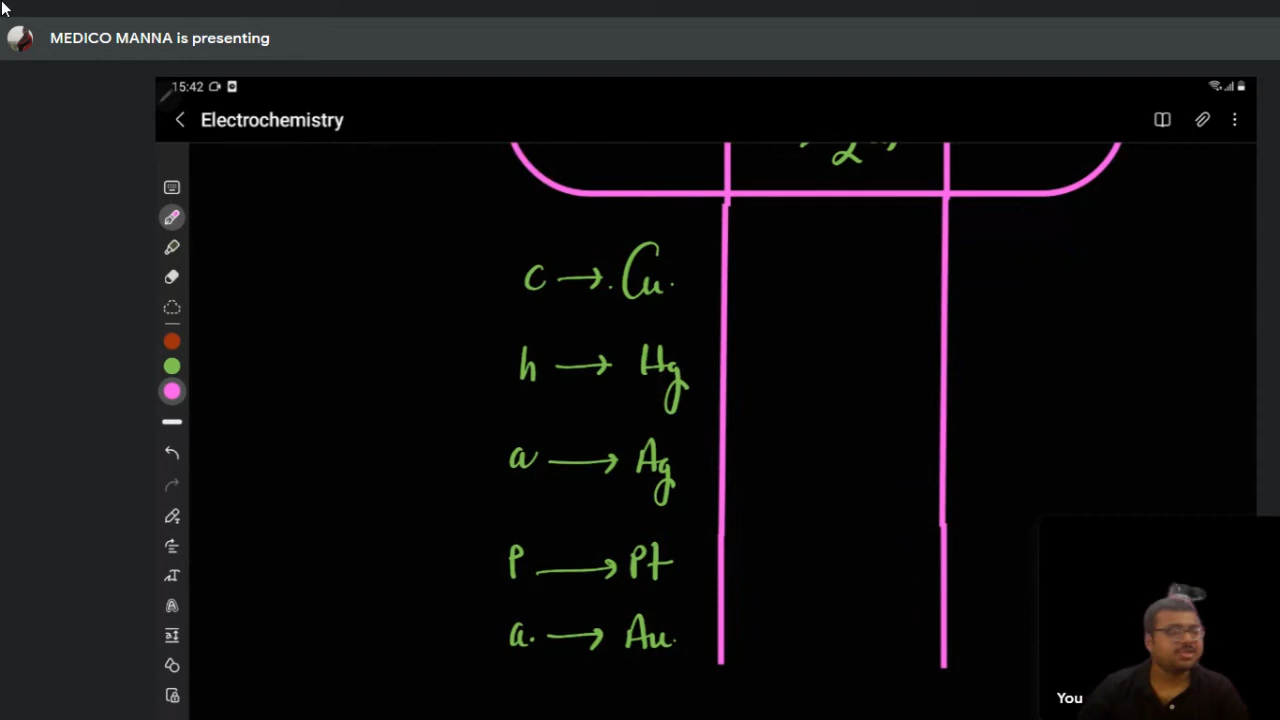 MEDICO MANNA is presenting
15:42
Electrochemistry
c → Cu.
h → Hg
a → Ag
P → Pt
a. → Au.
You